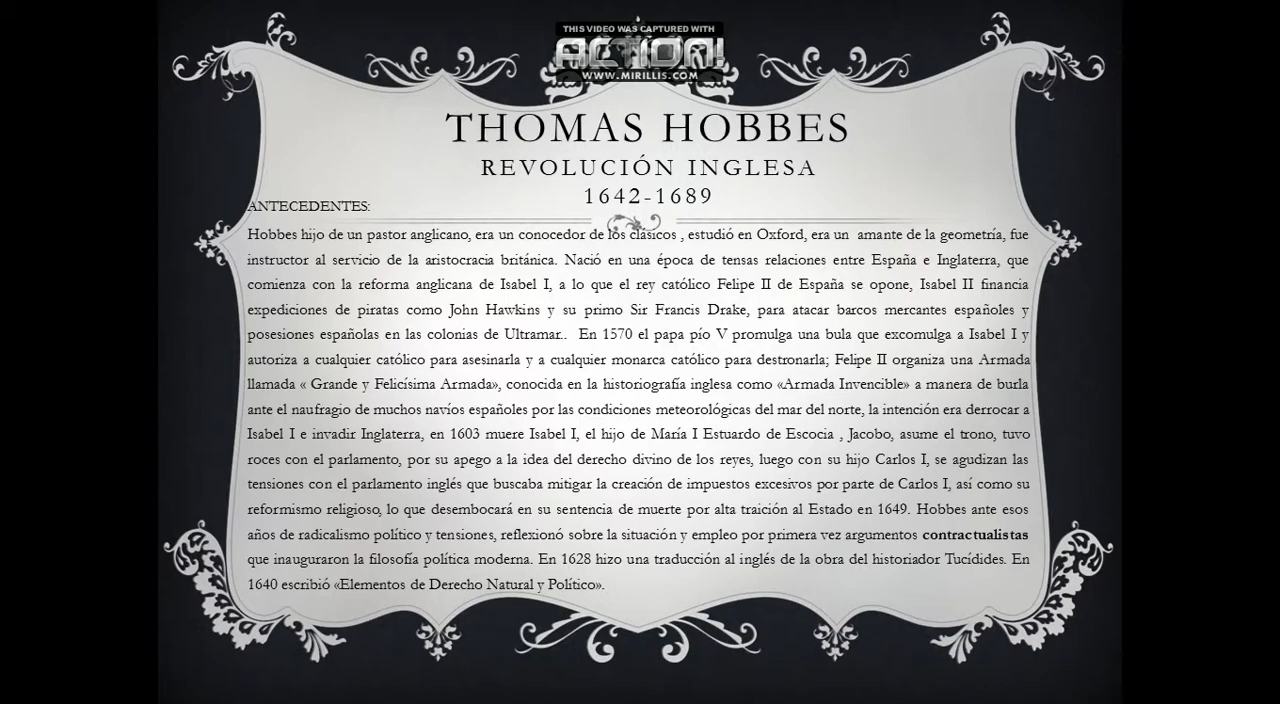 THIS VIDEO WAS CAPTURED WITH
ACTION!
WWW.MIRILLIS.COM
THOMAS HOBBES
REVOLUCIÓN INGLESA
1642-1689
ANTECEDENTES:
Hobbes hijo de un pastor anglicano, era un conocedor de los clásicos , estudió en Oxford, era un amante de la geometría, fue
instructor al servicio de la aristocracia británica. Nació en una época de tensas relaciones entre España e Inglaterra, que
comienza con la reforma anglicana de Isabel I, a lo que el rey católico Felipe II de España se opone, Isabel II financia
expediciones de piratas como John Hawkins y su primo Sir Francis Drake, para atacar barcos mercantes españoles y
posesiones españolas en las colonias de Ultramar.. En 1570 el papa pío V promulga una bula que excomulga a Isabel I y
autoriza a cualquier católico para asesinarla y a cualquier monarca católico para destronarla; Felipe II organiza una Armada
llamada « Grande y Felicísima Armada», conocida en la historiografía inglesa como «Armada Invencible» a manera de burla
ante el naufragio de muchos navíos españoles por las condiciones meteorológicas del mar del norte, la intención era derrocar a
Isabel I e invadir Inglaterra, en 1603 muere Isabel I, el hijo de María I Estuardo de Escocia , Jacobo, asume el trono, tuvo
roces con el parlamento, por su apego a la idea del derecho divino de los reyes, luego con su hijo Carlos I, se agudizan las
tensiones con el parlamento inglés que buscaba mitigar la creación de impuestos excesivos por parte de Carlos I, así como su
reformismo religioso, lo que desembocará en su sentencia de muerte por alta traición al Estado en 1649. Hobbes ante esos
años de radicalismo político y tensiones, reflexionó sobre la situación y empleo por primera vez argumentos contractualistas
que inauguraron la filosofía política moderna. En 1628 hizo una traducción al inglés de la obra del historiador Tucídides. En
1640 escribió «Elementos de Derecho Natural y Político».